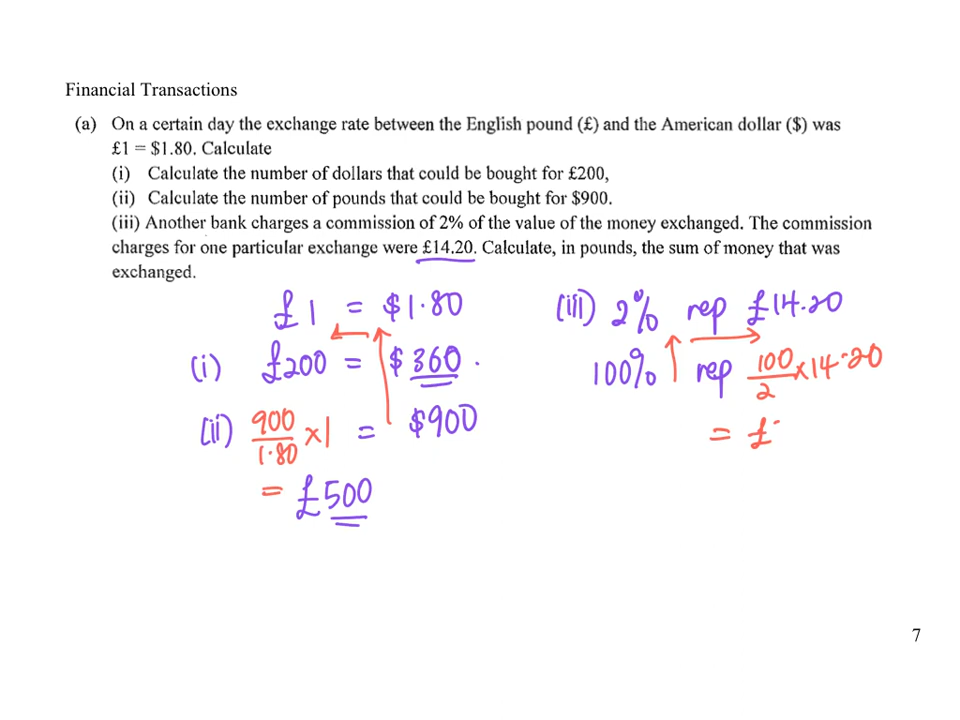 Financial Transactions
(a) On a certain day the exchange rate between the English pound (£) and the American dollar ($) was
£1 = $1.80. Calculate
(i) Calculate the number of dollars that could be bought for £200,
(ii) Calculate the number of pounds that could be bought for $900.
(iii) Another bank charges a commission of 2% of the value of the money exchanged. The commission
charges for one particular exchange were £14.20. Calculate, in pounds, the sum of money that was
exchanged.
£1 = $1.80
(i) £200 = $360.
(ii) 900/1.80 x1 = $900
= £500
(iii) 2% rep £14.20
100% rep 100/2 x14.20
= £
7